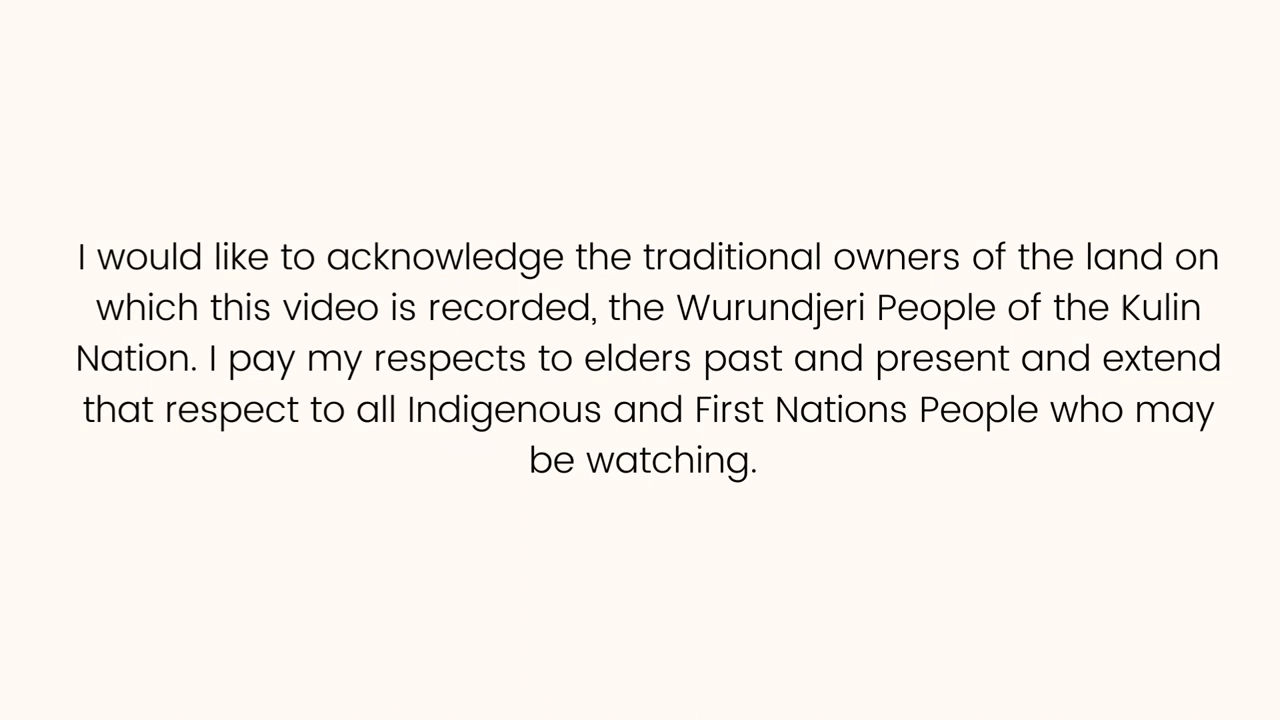 I would like to acknowledge the traditional owners of the land on
which this video is recorded, the Wurundjeri People of the Kulin
Nation. I pay my respects to elders past and present and extend
that respect to all Indigenous and First Nations People who may
be watching.